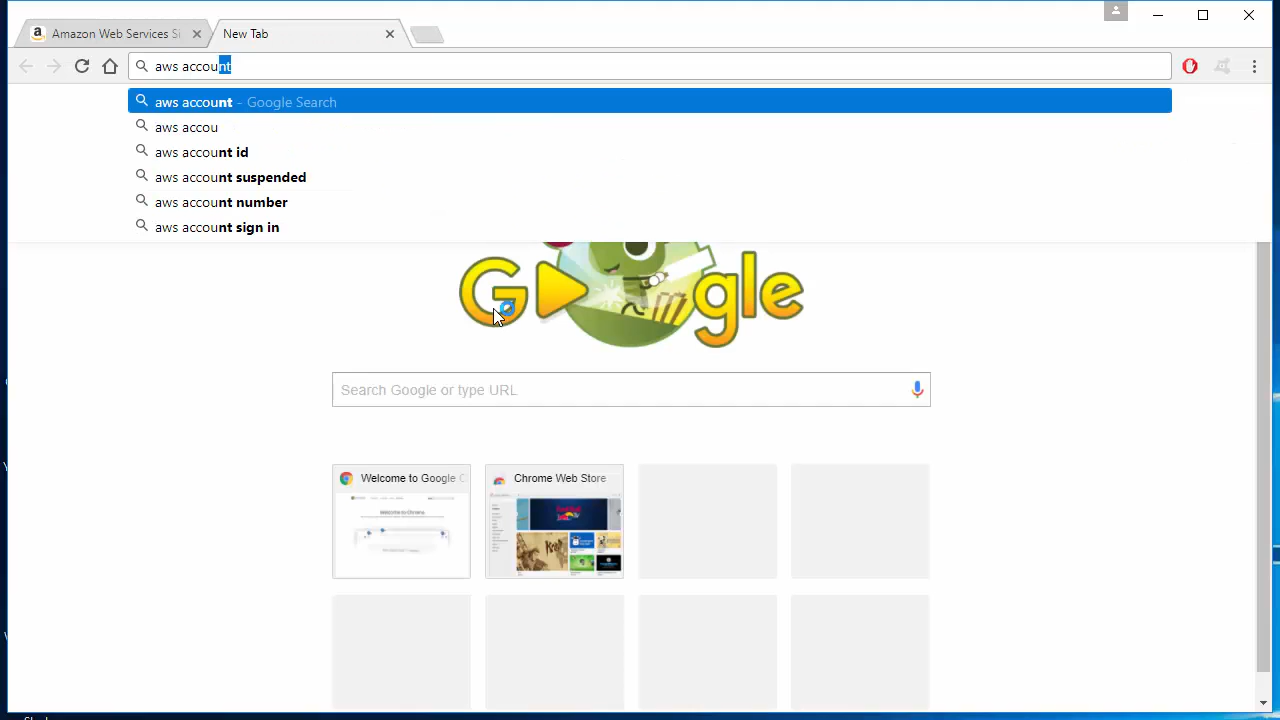 Amazon Web Services Si
New Tab
aws account
aws account - Google Search
aws accou
aws account id
aws account suspended
aws account number
aws account sign in
Google
Search Google or type URL
Welcome to Google C
Chrome Web Store